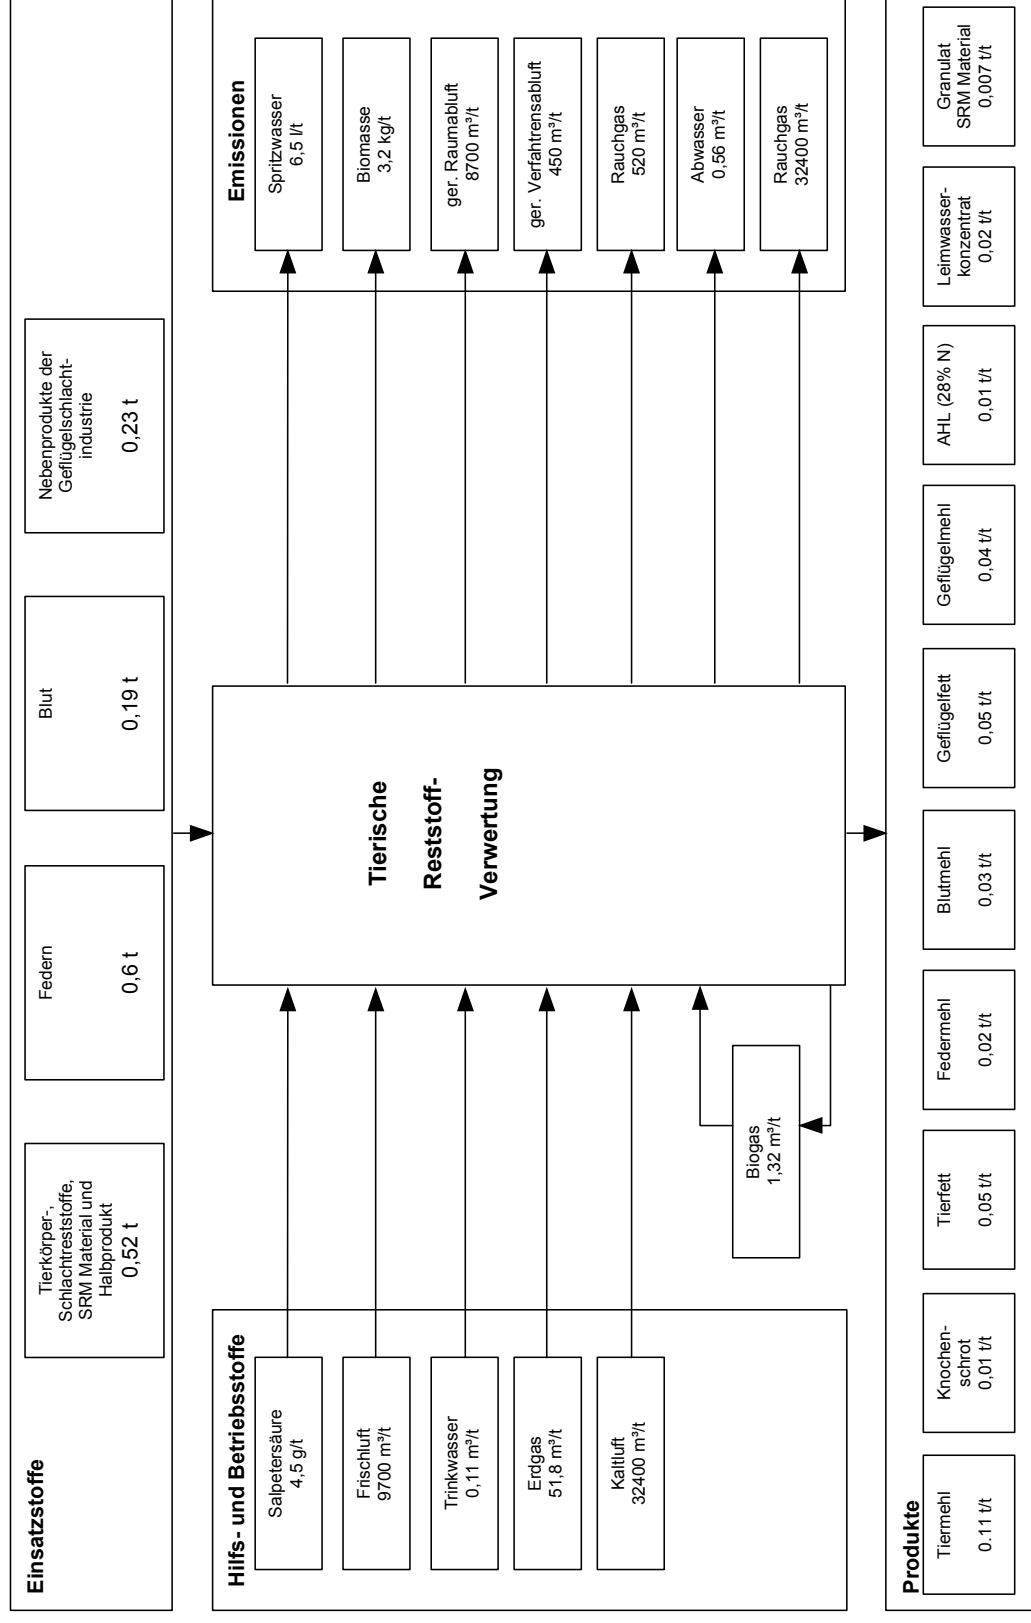 Einsatzstoffe
Tierkörper-,
Schlachtreststoffe,
SRM Material und
Halbprodukt
0,52 t
Federn
0,6 t
Blut
0,19 t
Nebenprodukte der
Geflügelschlacht-
industrie
0,23 t
Hilfs- und Betriebsstoffe
Salpetersäure
4,5 g/t
Frischluft
9700 m³/t
Trinkwasser
0,11 m³/t
Erdgas
51,8 m³/t
Kaltluft
32400 m³/t
Biogas
1,32 m³/t
Tierische
Reststoff-
Verwertung
Emissionen
Spritzwasser
6,5 l/t
Biomasse
3,2 kg/t
ger. Raumabluft
8700 m³/t
ger. Verfahtrensabluft
450 m³/t
Rauchgas
520 m³/t
Abwasser
0,56 m³/t
Rauchgas
32400 m³/t
Produkte
Tiermehl
0.11 t/t
Knochen-
schrot
0,01 t/t
Tierfett
0,05 t/t
Federmehl
0,02 t/t
Blutmehl
0,03 t/t
Geflügelfett
0,05 t/t
Geflügelmehl
0,04 t/t
AHL (28% N)
0,01 t/t
Leimwasser-
konzentrat
0,02 t/t
Granulat
SRM Material
0,007 t/t